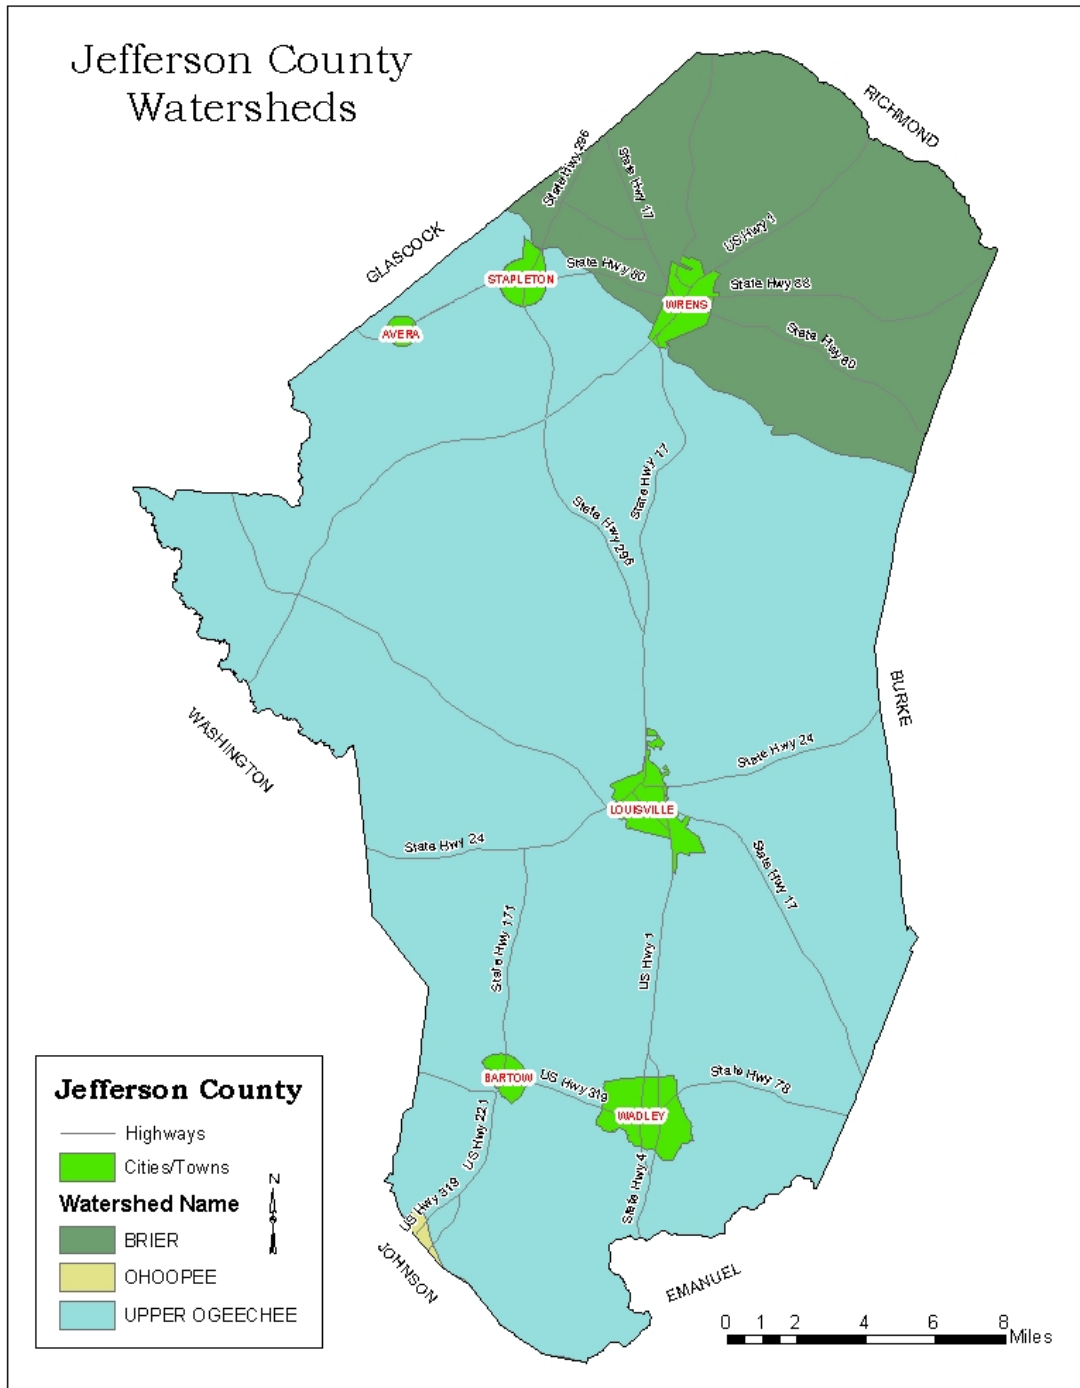 Jefferson County
Watersheds
RICHMOND
State Hwy 296
State Hwy 17
US Hwy 1
GLASCOCK
State Hwy 80
STAPLETON
State Hwy 88
WRENS
AVERA
State Hwy 80
State Hwy 17
State Hwy 296
BURKE
WASHINGTON
State Hwy 24
LOUISVILLE
State Hwy 24
State Hwy 17
State Hwy 171
US Hwy 1
BARTOW
US Hwy 319
State Hwy 78
WADLEY
US Hwy 221
State Hwy 4
US Hwy 319
JOHNSON
EMANUEL
Jefferson County
Highways
Cities/Towns
N
Watershed Name
BRIER
OHOOPEE
UPPER OGEECHEE
0 1 2 4 6 8
Miles